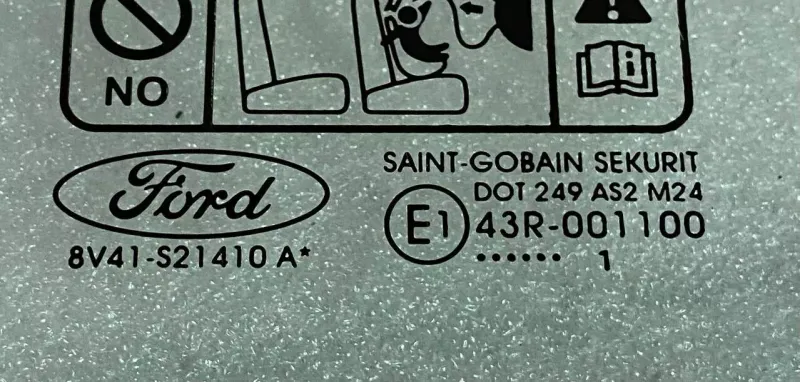 NO
i
Ford
8V41-S21410 A*
SAINT-GOBAIN SEKURIT
DOT 249 AS2 M24
E1 43R-001100
•••••• 1